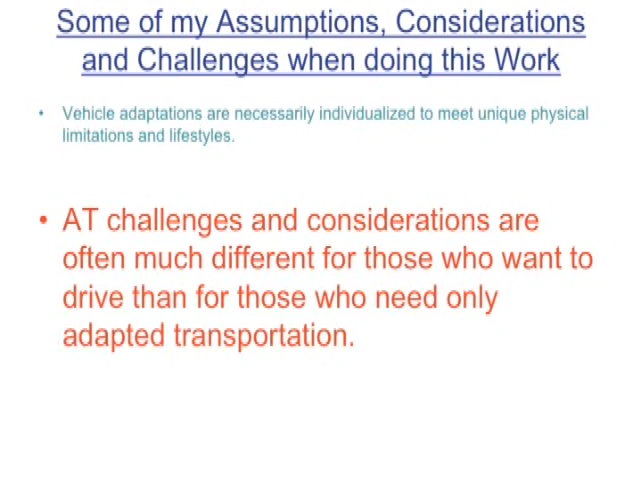 Some of my Assumptions, Considerations
and Challenges when doing this Work
• Vehicle adaptations are necessarily individualized to meet unique physical
limitations and lifestyles.
• AT challenges and considerations are
often much different for those who want to
drive than for those who need only
adapted transportation.